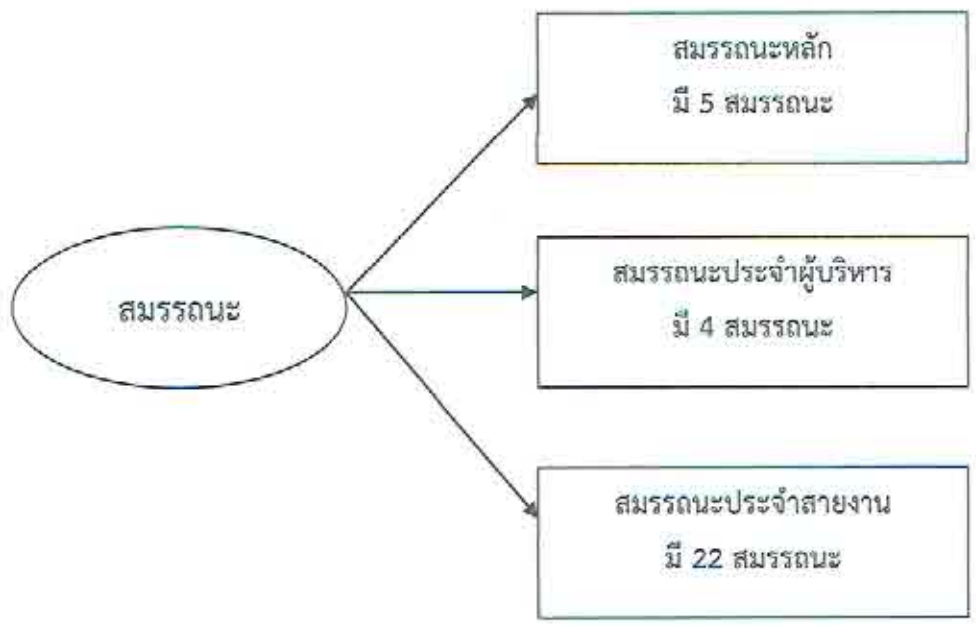 สมรรถนะ
สมรรถนะหลัก
มี 5 สมรรถนะ
สมรรถนะประจำผู้บริหาร
มี 4 สมรรถนะ
สมรรถนะประจำสายงาน
มี 22 สมรรถนะ